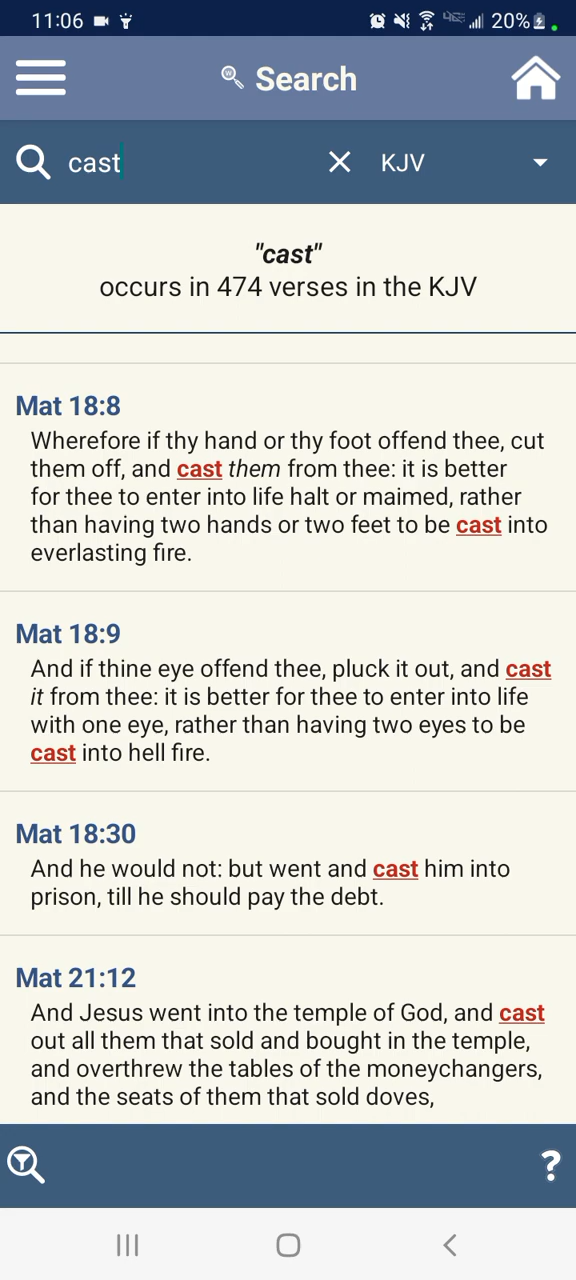 11:06 20%
Search
cast KJV
"cast"
occurs in 474 verses in the KJV
Mat 18:8
Wherefore if thy hand or thy foot offend thee, cut
them off, and cast them from thee: it is better
for thee to enter into life halt or maimed, rather
than having two hands or two feet to be cast into
everlasting fire.
Mat 18:9
And if thine eye offend thee, pluck it out, and cast
it from thee: it is better for thee to enter into life
with one eye, rather than having two eyes to be
cast into hell fire.
Mat 18:30
And he would not: but went and cast him into
prison, till he should pay the debt.
Mat 21:12
And Jesus went into the temple of God, and cast
out all them that sold and bought in the temple,
and overthrew the tables of the moneychangers,
and the seats of them that sold doves,
?